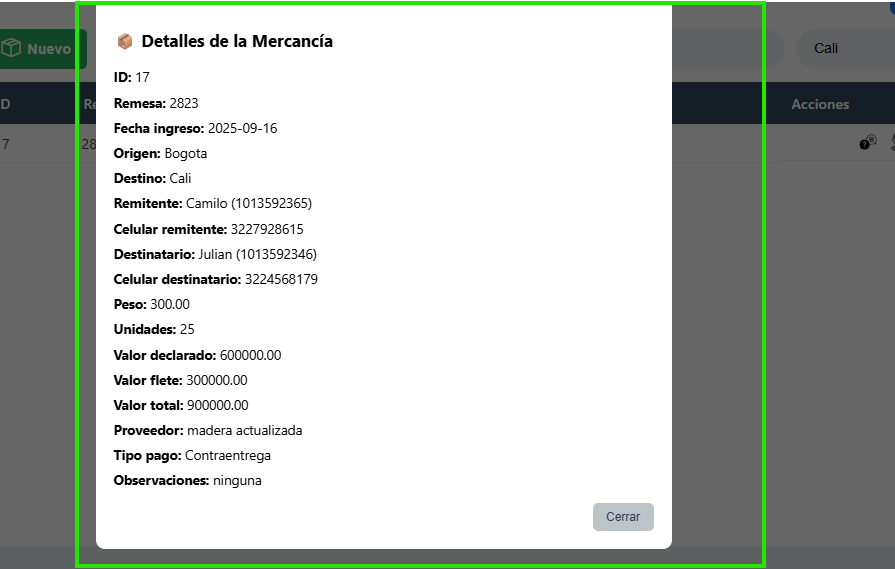 📦 Detalles de la Mercancía
ID: 17
Remesa: 2823
Fecha ingreso: 2025-09-16
Origen: Bogota
Destino: Cali
Remitente: Camilo (1013592365)
Celular remitente: 3227928615
Destinatario: Julian (1013592346)
Celular destinatario: 3224568179
Peso: 300.00
Unidades: 25
Valor declarado: 600000.00
Valor flete: 300000.00
Valor total: 900000.00
Proveedor: madera actualizada
Tipo pago: Contraentrega
Observaciones: ninguna
Cerrar
Nuevo
Cali
D
Re
Acciones
7
28